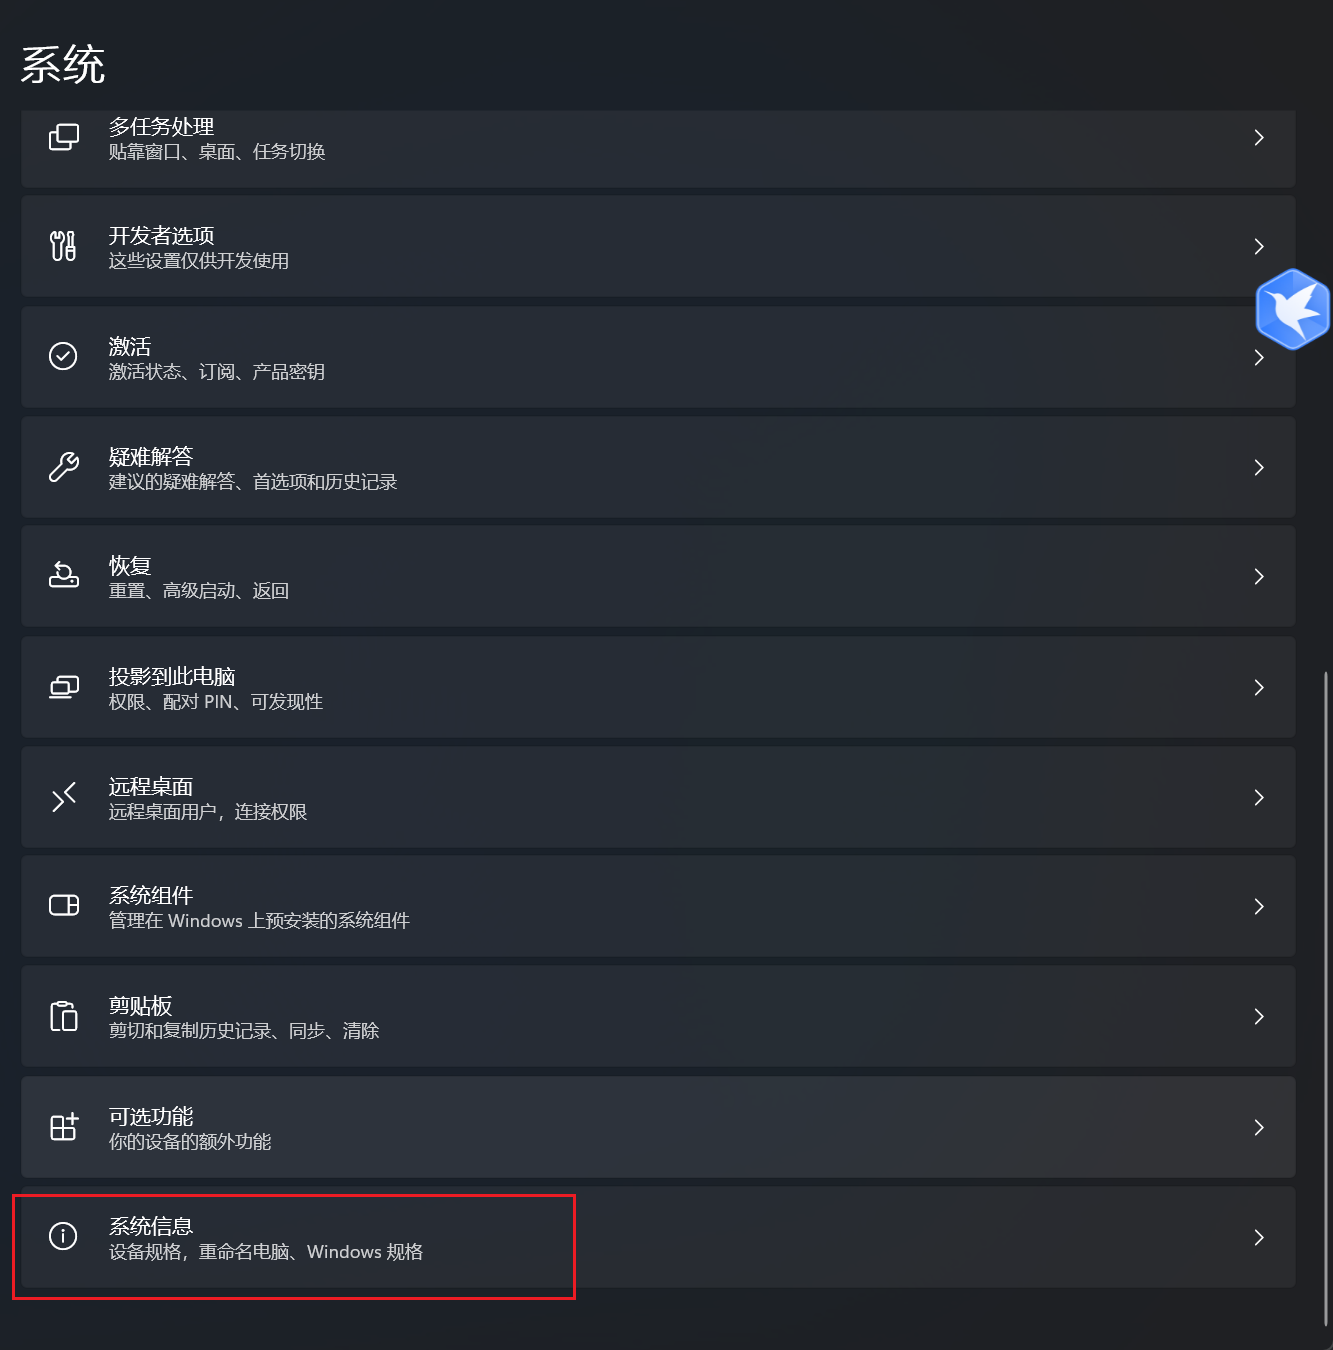 系统
多任务处理
贴靠窗口、桌面、任务切换
开发者选项
这些设置仅供开发使用
激活
激活状态、订阅、产品密钥
疑难解答
建议的疑难解答、首选项和历史记录
恢复
重置、高级启动、返回
投影到此电脑
权限、配对 PIN、可发现性
远程桌面
远程桌面用户，连接权限
系统组件
管理在 Windows 上预安装的系统组件
剪贴板
剪切和复制历史记录、同步、清除
可选功能
你的设备的额外功能
系统信息
设备规格，重命名电脑、Windows 规格